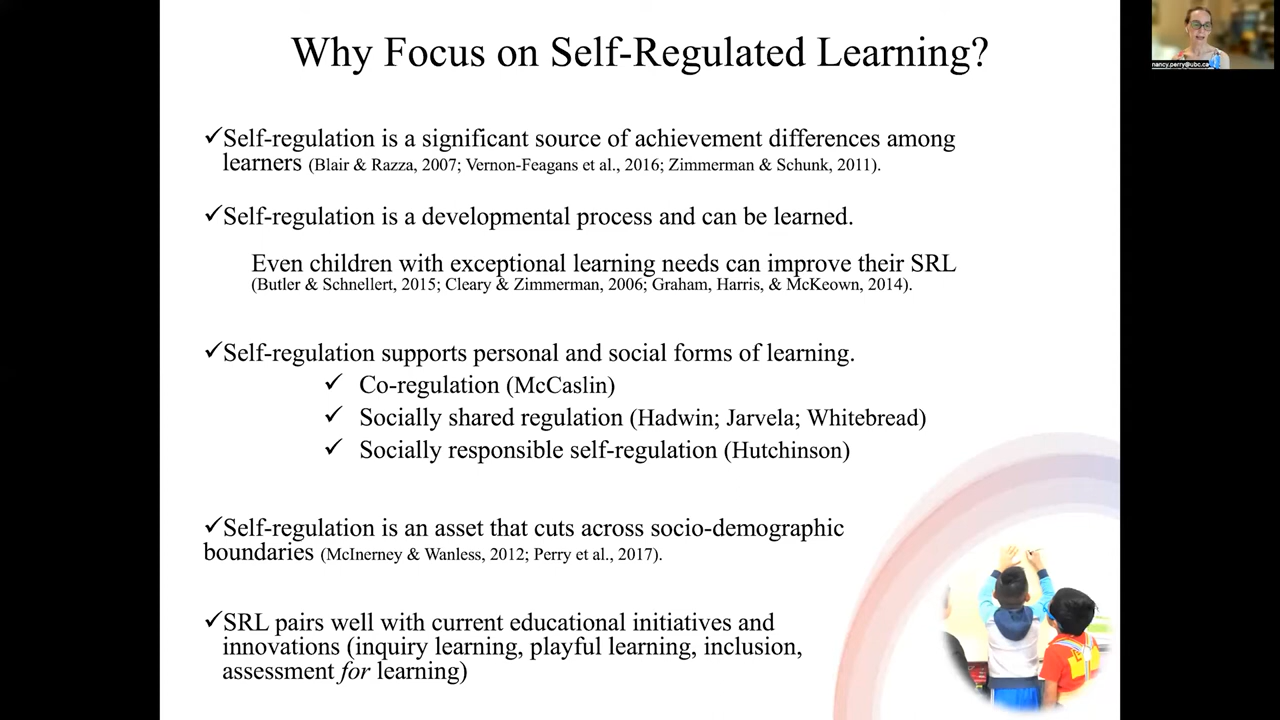 Why Focus on Self-Regulated Learning?
nancy.perry@ubc.ca
✓Self-regulation is a significant source of achievement differences among
learners (Blair & Razza, 2007; Vernon-Feagans et al., 2016; Zimmerman & Schunk, 2011).
✓Self-regulation is a developmental process and can be learned.
Even children with exceptional learning needs can improve their SRL
(Butler & Schnellert, 2015; Cleary & Zimmerman, 2006; Graham, Harris, & McKeown, 2014).
✓Self-regulation supports personal and social forms of learning.
✓ Co-regulation (McCaslin)
✓ Socially shared regulation (Hadwin; Jarvela; Whitebread)
✓ Socially responsible self-regulation (Hutchinson)
✓Self-regulation is an asset that cuts across socio-demographic
boundaries (McInerney & Wanless, 2012; Perry et al., 2017).
✓SRL pairs well with current educational initiatives and
innovations (inquiry learning, playful learning, inclusion,
assessment for learning)